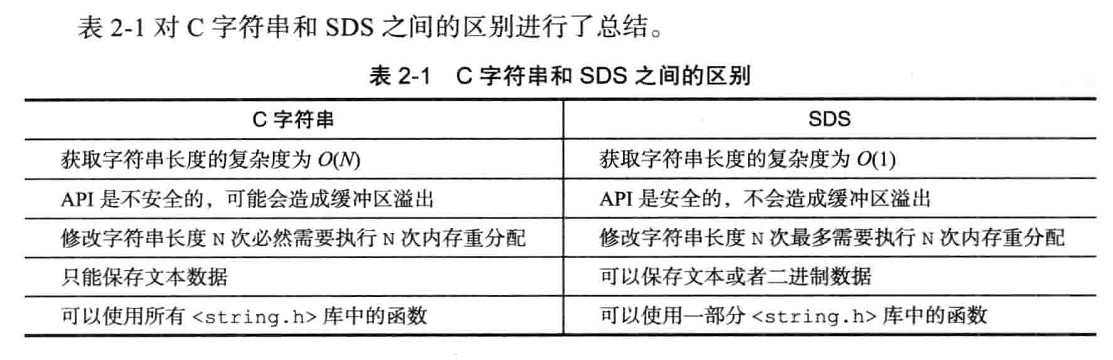 表 2-1 对 C 字符串和 SDS 之间的区别进行了总结。
表 2-1 C 字符串和 SDS 之间的区别
C 字符串 SDS
获取字符串长度的复杂度为 O(N) 获取字符串长度的复杂度为 O(1)
API 是不安全的，可能会造成缓冲区溢出 API 是安全的，不会造成缓冲区溢出
修改字符串长度 N 次必然需要执行 N 次内存重分配 修改字符串长度 N 次最多需要执行 N 次内存重分配
只能保存文本数据 可以保存文本或者二进制数据
可以使用所有 <string.h> 库中的函数 可以使用一部分 <string.h> 库中的函数